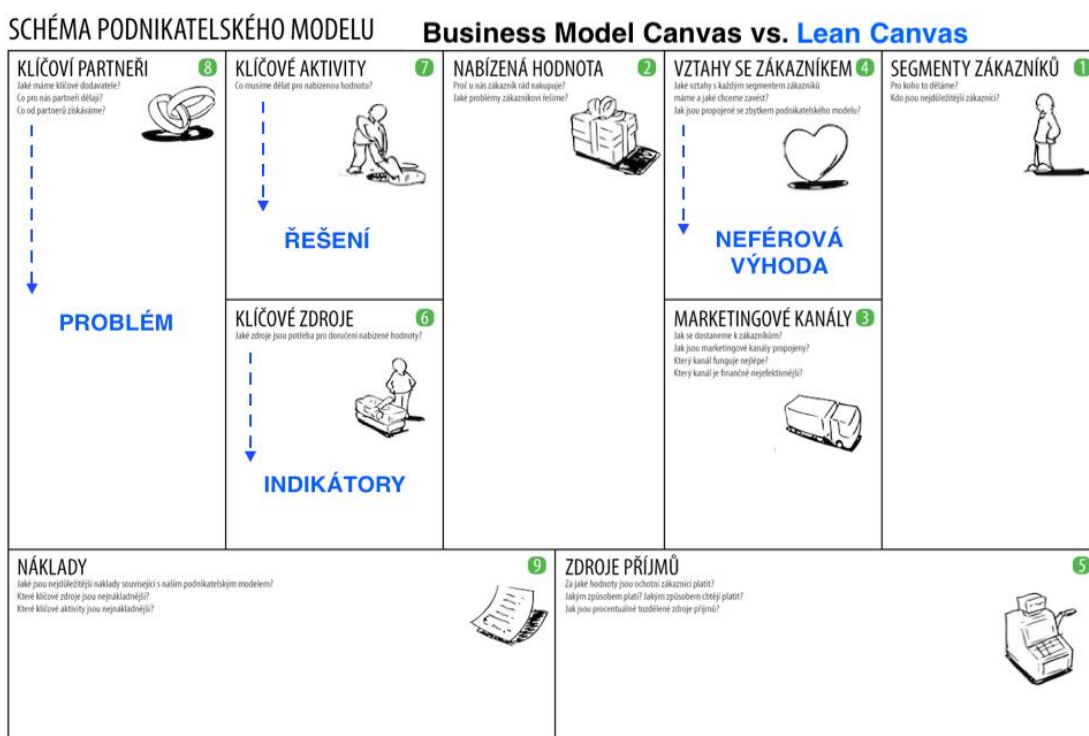 SCHÉMA PODNIKATELSKÉHO MODELU
Business Model Canvas vs. Lean Canvas
KLÍČOVÍ PARTNEŘI 8
Jaké máme klíčové dodavatele?
Co pro nás partneři dělají?
Co od partnerů získáváme?
PROBLÉM
KLÍČOVÉ AKTIVITY 7
Co musíme dělat pro nabízenou hodnotu?
ŘEŠENÍ
KLÍČOVÉ ZDROJE 6
Jaké zdroje jsou potřeba pro doručení nabízené hodnoty?
INDIKÁTORY
NABÍZENÁ HODNOTA 2
Proč u nás zákazník rád nakupuje?
Jaké problémy zákazníkovi řešíme?
VZTAHY SE ZÁKAZNÍKEM 4
Jaké vztahy s každým segmentem zákazníků
máme a jaké chceme zavést?
Jak jsou propojené se zbytkem podnikatelského modelu?
NEFÉROVÁ
VÝHODA
MARKETINGOVÉ KANÁLY 3
Jak se dostaneme k zákazníkům?
Jak jsou marketingové kanály propojeny?
Který kanál funguje nejlépe?
Který kanál je finančně nejefektivnější?
SEGMENTY ZÁKAZNÍKŮ 1
Pro koho to děláme?
Kdo jsou nejdůležitější zákazníci?
NÁKLADY 9
Jaké jsou nejdůležitější náklady související s naším podnikatelským modelem?
Které klíčové zdroje jsou nejnákladnější?
Které klíčové aktivity jsou nejnákladnější?
ZDROJE PŘÍJMŮ 5
Za jaké hodnoty jsou ochotni zákazníci platit?
Jakým způsobem platí? Jakým způsobem chtějí platit?
Jak jsou procentuálně tozdělené zdroje příjmů?